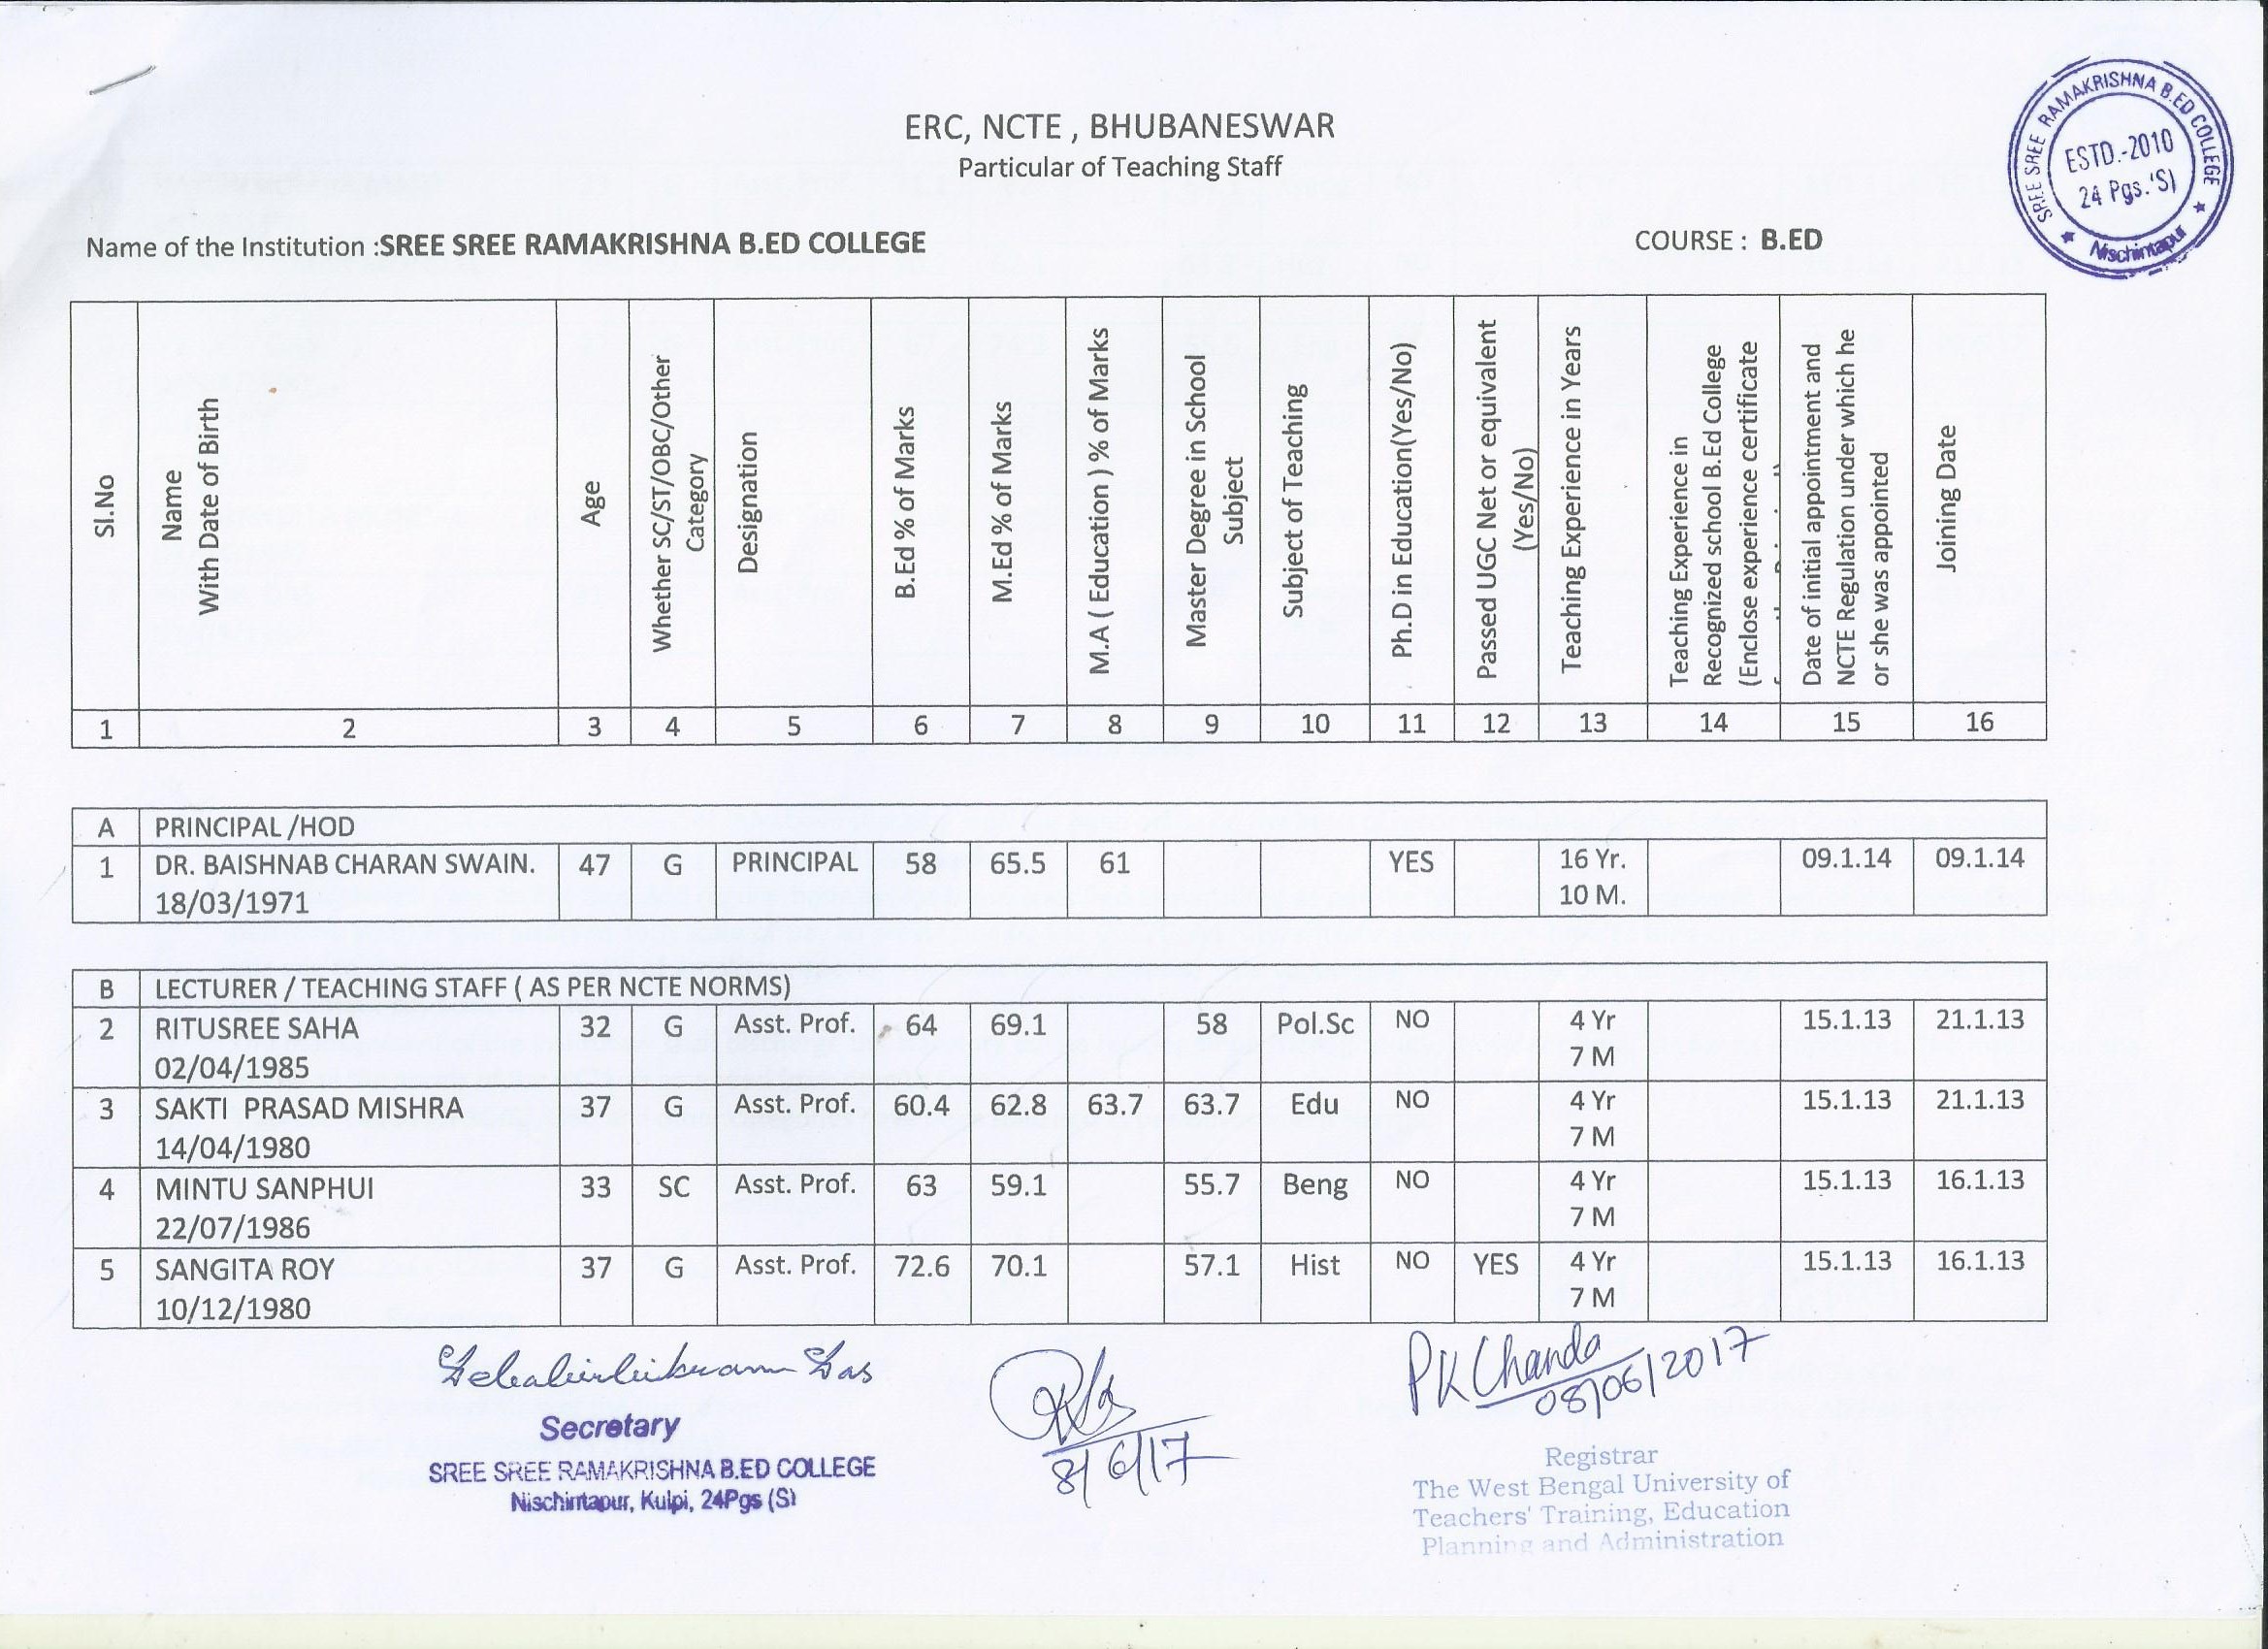 ERC, NCTE , BHUBANESWAR
Particular of Teaching Staff
SREE SREE RAMAKRISHNA B.ED COLLEGE
ESTD.-2010
24 Pgs.'S)
★ Nischintapur ★
Name of the Institution :SREE SREE RAMAKRISHNA B.ED COLLEGE COURSE : B.ED
Sl.No
Name
With Date of Birth
Age
Whether SC/ST/OBC/Other
Category
Designation
B.Ed % of Marks
M.Ed % of Marks
M.A ( Education ) % of Marks
Master Degree in School
Subject
Subject of Teaching
Ph.D in Education(Yes/No)
Passed UGC Net or equivalent
(Yes/No)
Teaching Experience in Years
Teaching Experience in
Recognized school B.Ed College
(Enclose experience certificate
Date of initial appointment and
NCTE Regulation under which he
or she was appointed
Joining Date
1 2 3 4 5 6 7 8 9 10 11 12 13 14 15 16
A PRINCIPAL /HOD
1 DR. BAISHNAB CHARAN SWAIN. 47 G PRINCIPAL 58 65.5 61 YES 16 Yr. 09.1.14 09.1.14
18/03/1971 10 M.
B LECTURER / TEACHING STAFF ( AS PER NCTE NORMS)
2 RITUSREE SAHA 32 G Asst. Prof. 64 69.1 58 Pol.Sc NO 4 Yr 15.1.13 21.1.13
02/04/1985 7 M
3 SAKTI PRASAD MISHRA 37 G Asst. Prof. 60.4 62.8 63.7 63.7 Edu NO 4 Yr 15.1.13 21.1.13
14/04/1980 7 M
4 MINTU SANPHUI 33 SC Asst. Prof. 63 59.1 55.7 Beng NO 4 Yr 15.1.13 16.1.13
22/07/1986 7 M
5 SANGITA ROY 37 G Asst. Prof. 72.6 70.1 57.1 Hist NO YES 4 Yr 15.1.13 16.1.13
10/12/1980 7 M
Das
Secretary
SREE SREE RAMAKRISHNA B.ED COLLEGE
Nischintapur, Kulpi, 24Pgs (S)
8/6/17
PK Chanda
08/06/2017
Registrar
The West Bengal University of
Teachers' Training, Education
Planning and Administration